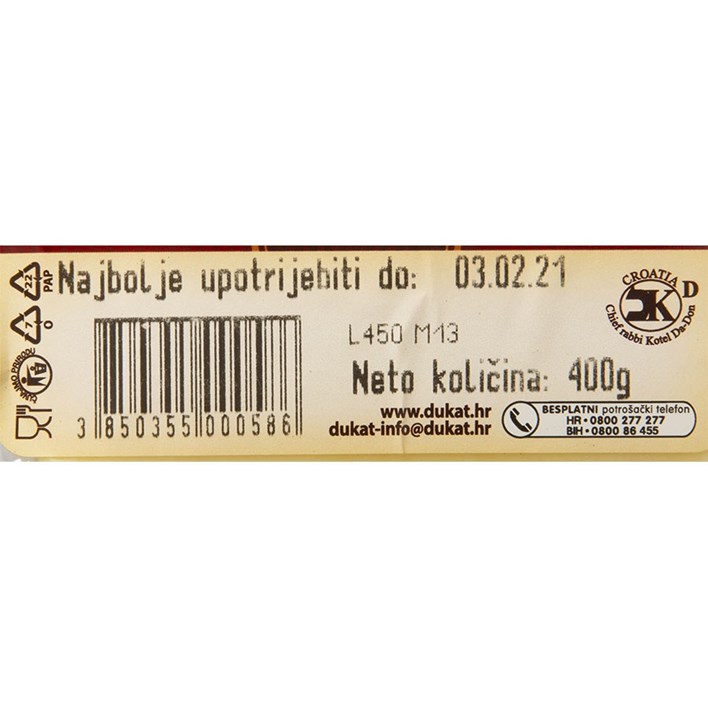 Najbolje upotrijebiti do: 03.02.21
22
PAP
O
ČUVAJMO PRIRODU
L450 M13
Neto količina: 400g
3 850355 000586
www.dukat.hr
dukat-info@dukat.hr
BESPLATNI potrošački telefon
HR • 0800 277 277
BIH • 0800 86 455
CROATIA
K
D
Chief rabbi Kotel Da-Don